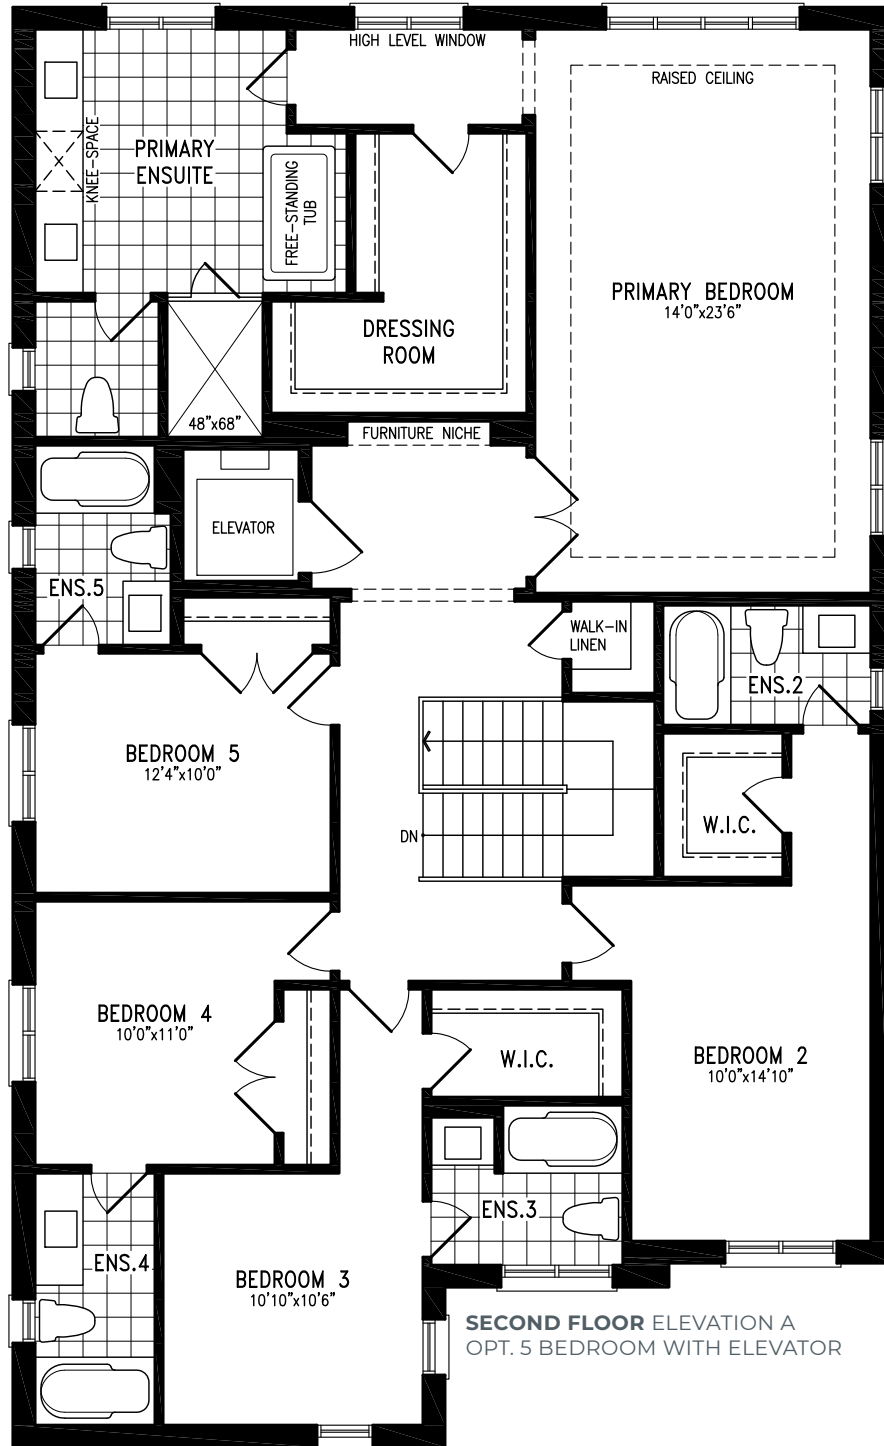 HIGH LEVEL WINDOW
RAISED CEILING
KNEE-SPACE
PRIMARY
ENSUITE
FREE-STANDING
TUB
PRIMARY BEDROOM
14'0"x23'6"
DRESSING
ROOM
48"x68"
FURNITURE NICHE
ELEVATOR
ENS.5
WALK-IN
LINEN
ENS.2
BEDROOM 5
12'4"x10'0"
W.I.C.
DN
BEDROOM 4
10'0"x11'0"
W.I.C.
BEDROOM 2
10'0"x14'10"
ENS.3
ENS.4
BEDROOM 3
10'10"x10'6"
SECOND FLOOR ELEVATION A
OPT. 5 BEDROOM WITH ELEVATOR